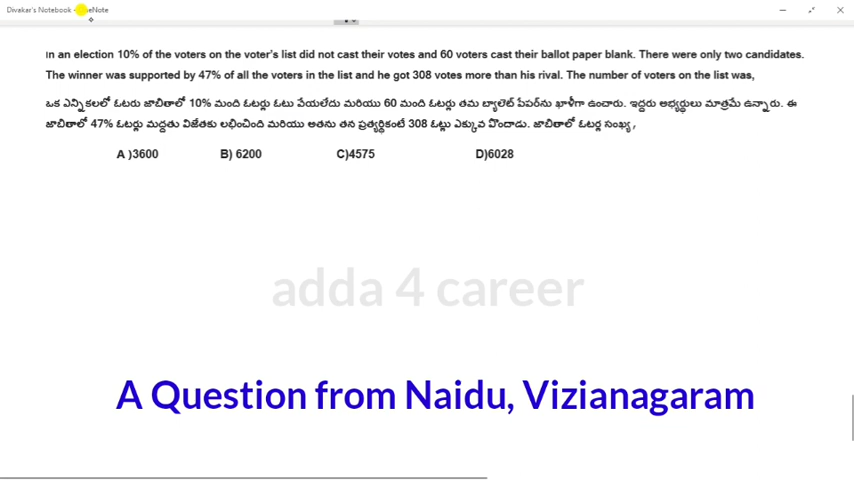 Divakar's Notebook - OneNote
In an election 10% of the voters on the voter's list did not cast their votes and 60 voters cast their ballot paper blank. There were only two candidates.
The winner was supported by 47% of all the voters in the list and he got 308 votes more than his rival. The number of voters on the list was,
ఒక ఎన్నికలలో ఓటరు జాబితాలో 10% మంది ఓటర్లు ఓటు వేయలేదు మరియు 60 మంది ఓటర్లు తమ బ్యాలెట్ పేపర్‌ను ఖాళీగా ఉంచారు. ఇద్దరు అభ్యర్థులు మాత్రమే ఉన్నారు. ఈ
జాబితాలో 47% ఓటర్లు మద్దతు విజేతకు లభించింది మరియు అతను తన ప్రత్యర్థికంటే 308 ఓట్లు ఎక్కువ పొందాడు. జాబితాలో ఓటర్ల సంఖ్య ,
A )3600 B) 6200 C)4575 D)6028
adda 4 career
A Question from Naidu, Vizianagaram